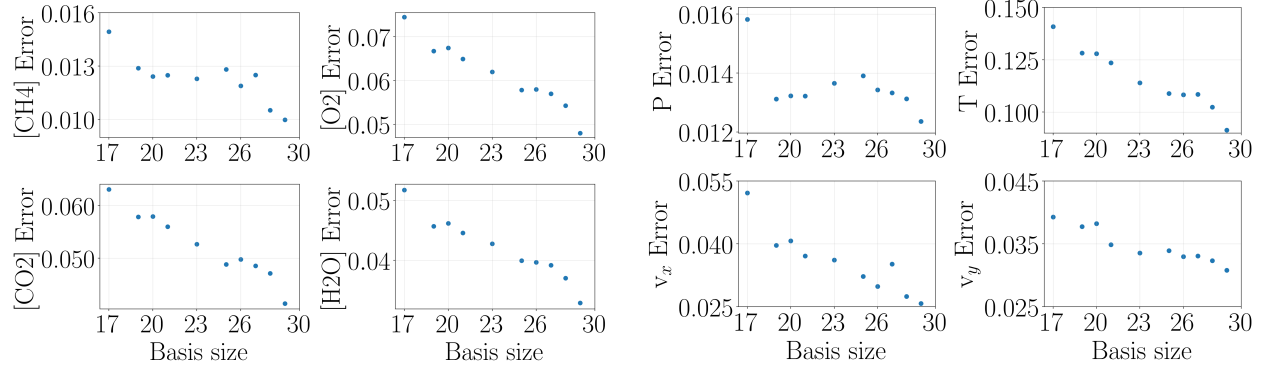 [CH4] Error
0.016
0.013
0.010
17 20 23 26 30
[O2] Error
0.07
0.06
0.05
17 20 23 26 30
P Error
0.016
0.014
0.012
17 20 23 26 30
T Error
0.150
0.125
0.100
17 20 23 26 30
[CO2] Error
0.060
0.050
17 20 23 26 30
Basis size
[H2O] Error
0.05
0.04
17 20 23 26 30
Basis size
vx Error
0.055
0.040
0.025
17 20 23 26 30
Basis size
vy Error
0.045
0.035
0.025
17 20 23 26 30
Basis size